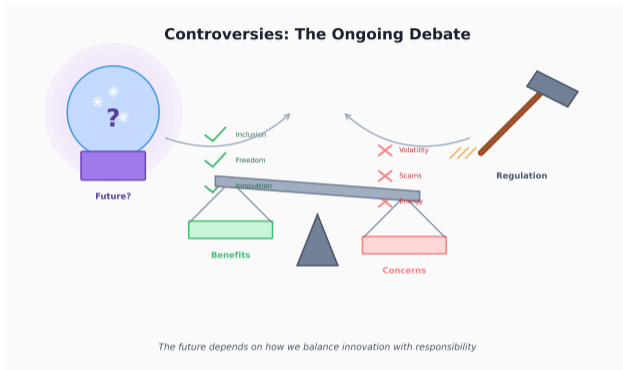 Controversies: The Ongoing Debate
?
Future?
Inclusion
Freedom
Innovation
Benefits
Volatility
Scams
Energy
Concerns
Regulation
The future depends on how we balance innovation with responsibility